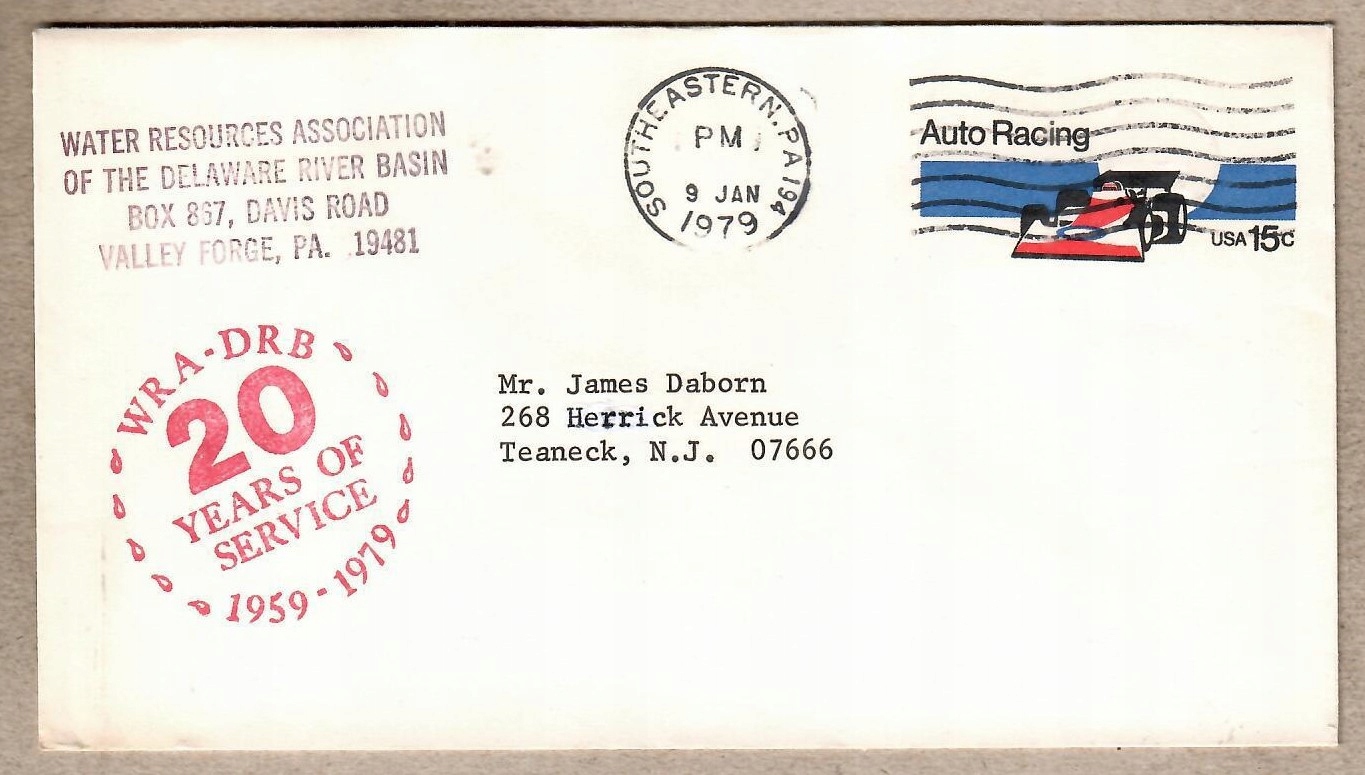 WATER RESOURCES ASSOCIATION
OF THE DELAWARE RIVER BASIN
BOX 867, DAVIS ROAD
VALLEY FORGE, PA. 19481
SOUTHEASTERN, PA 194
PM
9 JAN
1979
Auto Racing
USA 15c
WRA-DRB
20
YEARS OF
SERVICE
1959-1979
Mr. James Daborn
268 Herrick Avenue
Teaneck, N.J. 07666